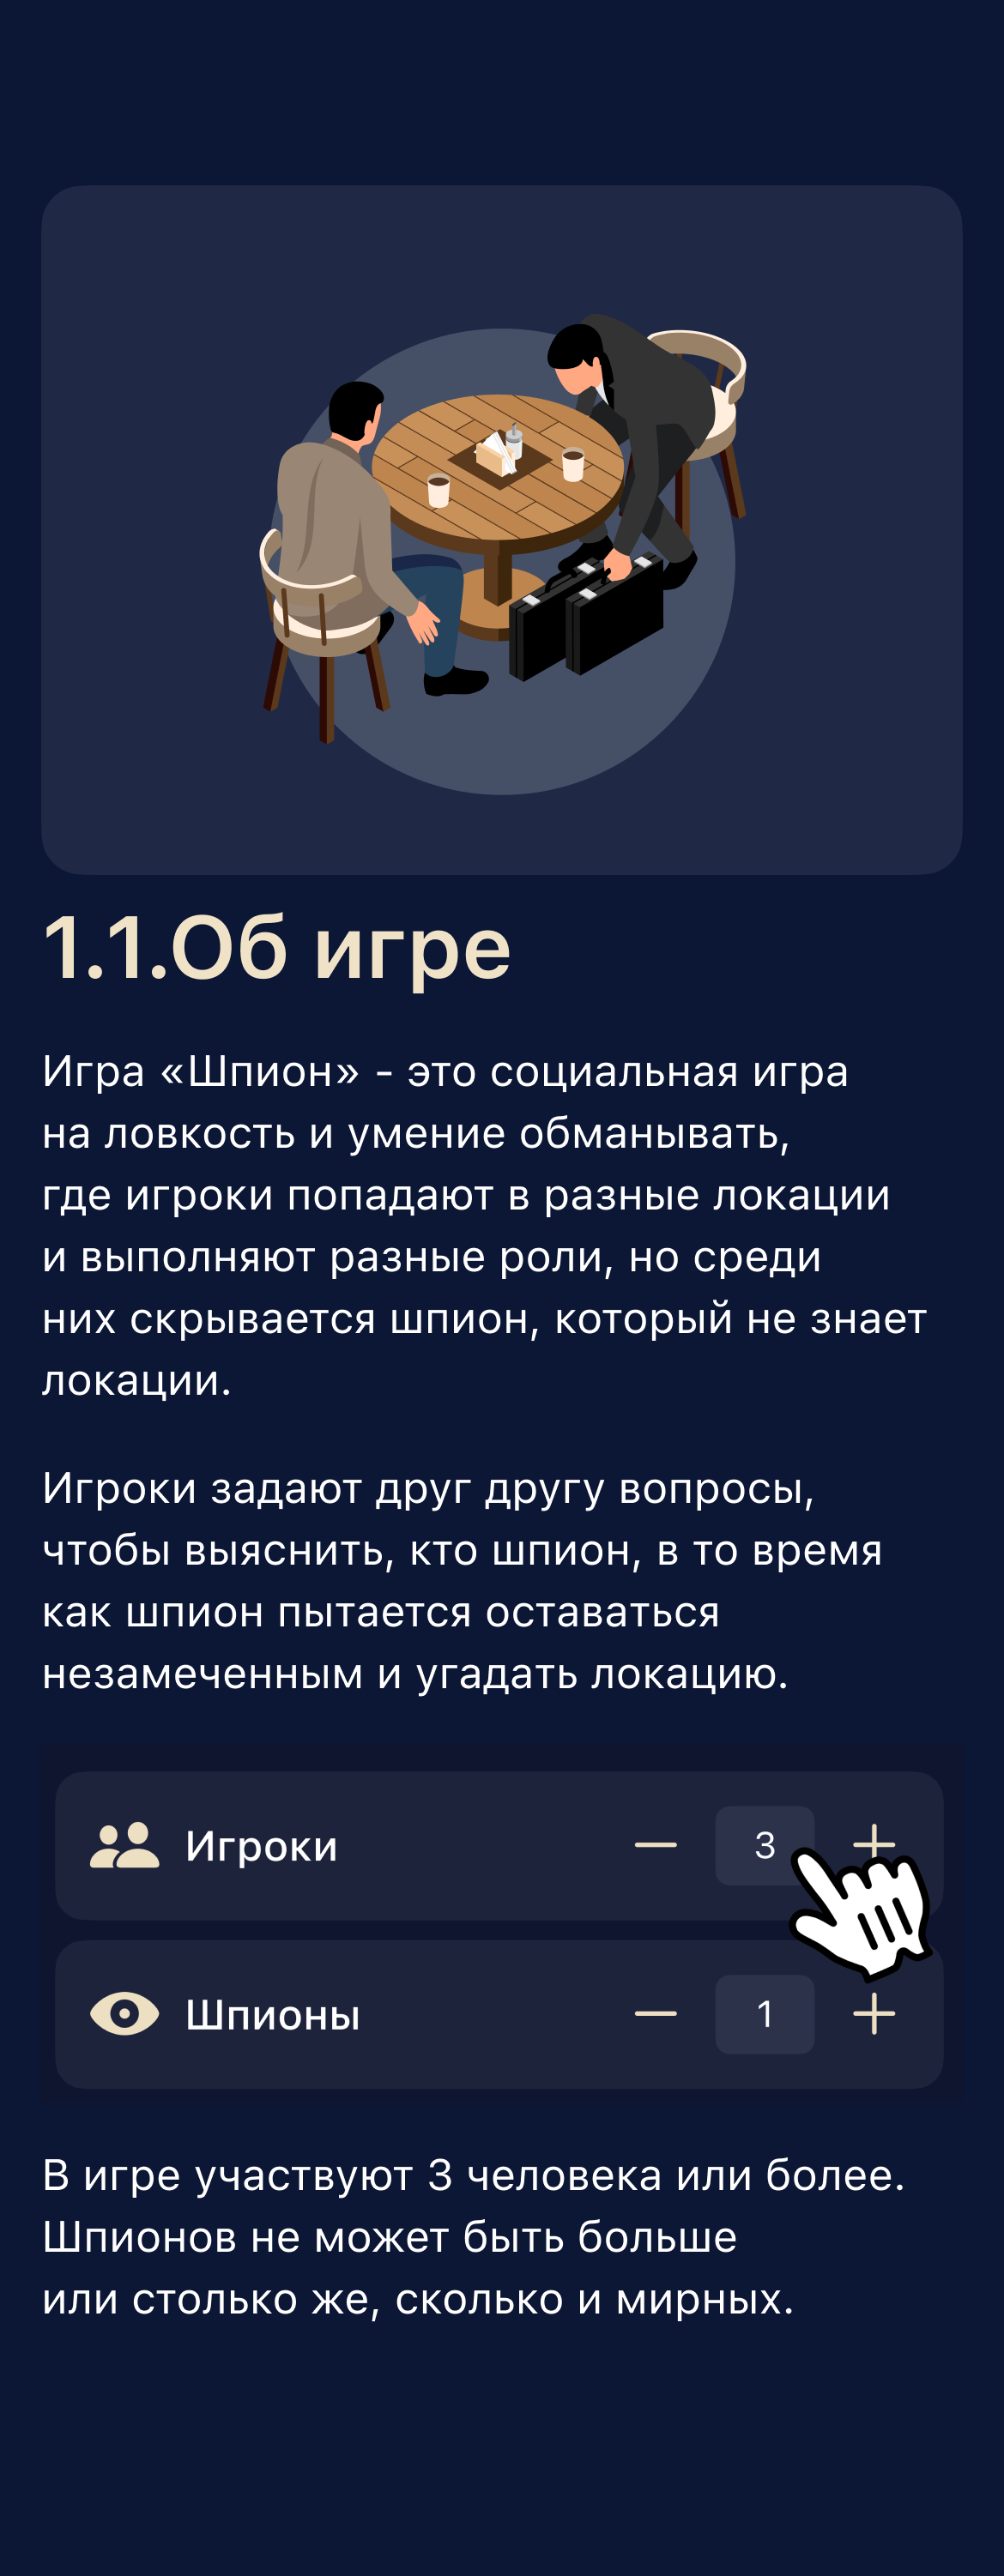 1.1.Об игре
Игра «Шпион» - это социальная игра
на ловкость и умение обманывать,
где игроки попадают в разные локации
и выполняют разные роли, но среди
них скрывается шпион, который не знает
локации.
Игроки задают друг другу вопросы,
чтобы выяснить, кто шпион, в то время
как шпион пытается оставаться
незамеченным и угадать локацию.
Игроки — 3 +
Шпионы — 1 +
В игре участвуют 3 человека или более.
Шпионов не может быть больше
или столько же, сколько и мирных.